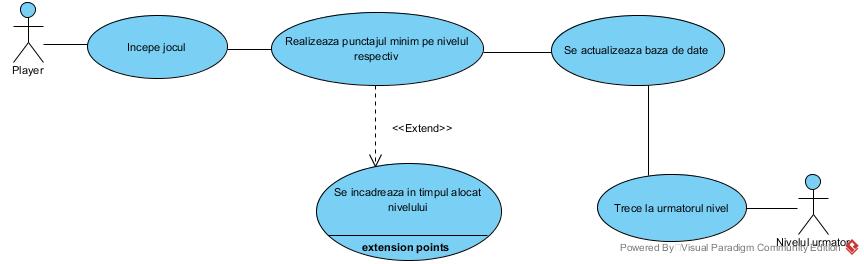 Player
Incepe jocul
Realizeaza punctajul minim pe nivelul
respectiv
Se actualizeaza baza de date
<<Extend>>
Se incadreaza in timpul alocat
nivelului
extension points
Trece la urmatorul nivel
Nivelul urmator
Powered By Visual Paradigm Community Edition